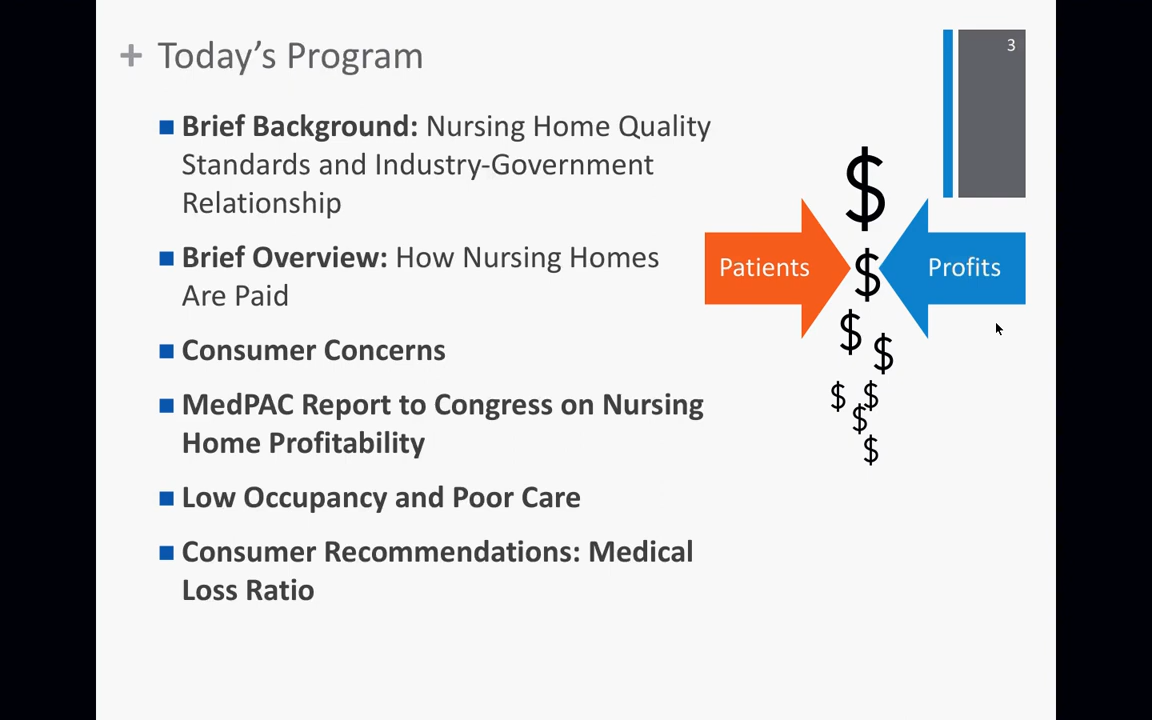 + Today's Program
3
■ Brief Background: Nursing Home Quality
Standards and Industry-Government
Relationship
■ Brief Overview: How Nursing Homes
Are Paid
■ Consumer Concerns
■ MedPAC Report to Congress on Nursing
Home Profitability
■ Low Occupancy and Poor Care
■ Consumer Recommendations: Medical
Loss Ratio
$
Patients $ Profits
$
$
$ $
$
$